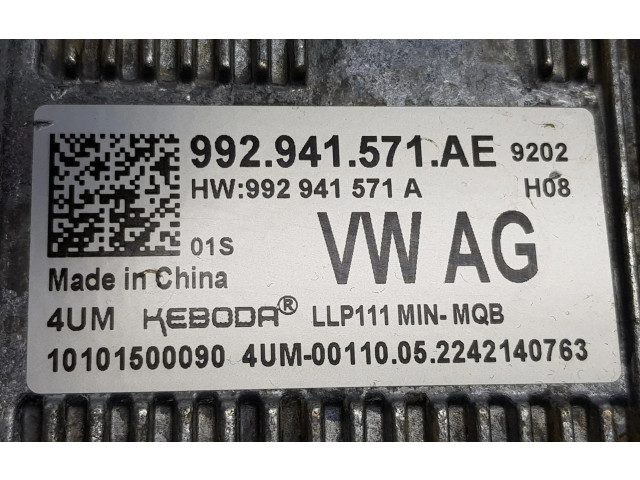 992.941.571.AE 9202
HW:992 941 571 A H08
01S VW AG
Made in China
4UM KEBODA® LLP111 MIN- MQB
10101500090 4UM-00110.05.2242140763